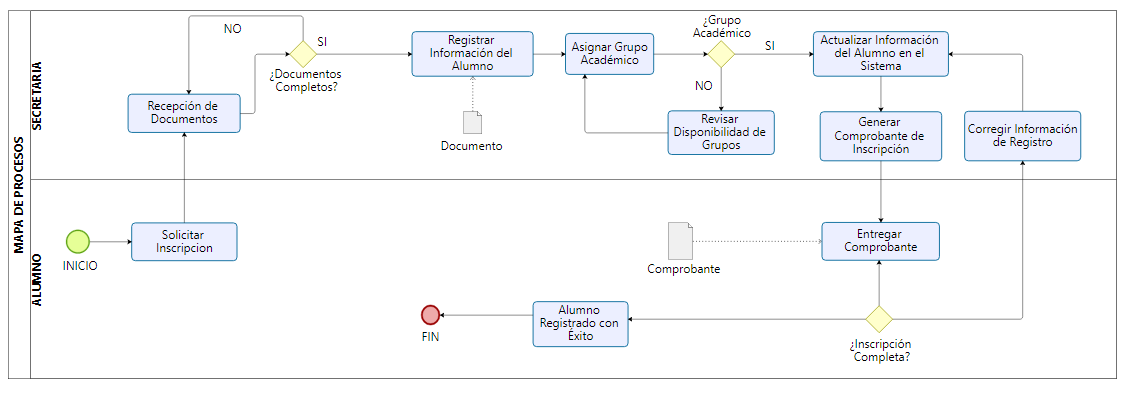 MAPA DE PROCESOS
SECRETARIA
NO
SI
¿Documentos
Completos?
Recepción de
Documentos
Registrar
Información del
Alumno
Documento
Asignar Grupo
Académico
¿Grupo
Académico
SI
NO
Revisar
Disponibilidad de
Grupos
Actualizar Información
del Alumno en el
Sistema
Generar
Comprobante de
Inscripción
Corregir Información
de Registro
ALUMNO
INICIO
Solicitar
Inscripcion
Comprobante
Entregar
Comprobante
FIN
Alumno
Registrado con
Éxito
¿Inscripción
Completa?